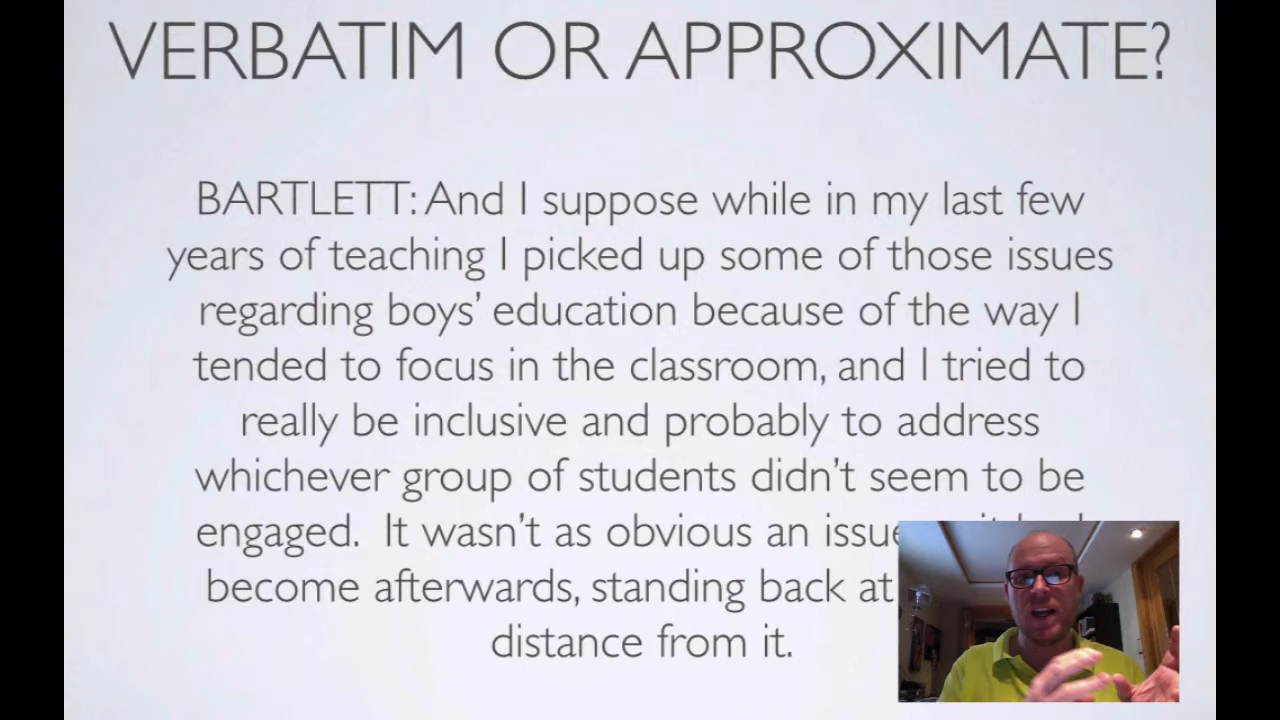 VERBATIM OR APPROXIMATE?
BARTLETT: And I suppose while in my last few
years of teaching I picked up some of those issues
regarding boys' education because of the way I
tended to focus in the classroom, and I tried to
really be inclusive and probably to address
whichever group of students didn't seem to be
engaged. It wasn't as obvious an issue
become afterwards, standing back at
distance from it.